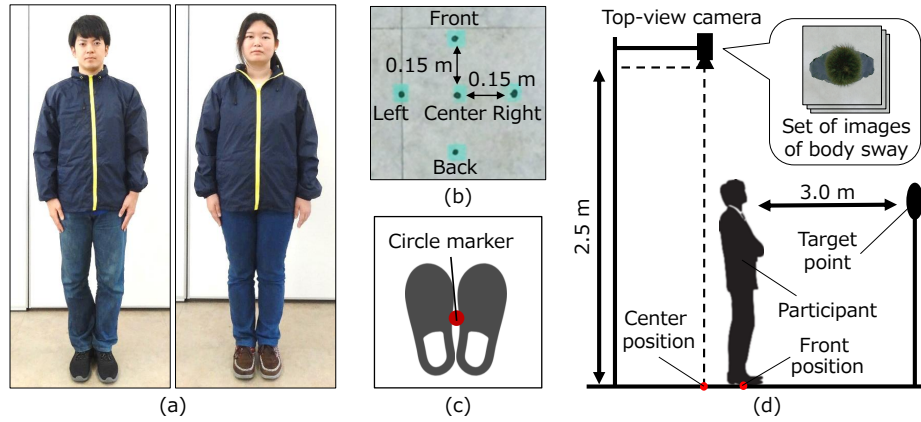 (a)
Front
0.15 m
0.15 m
Left
Center
Right
Back
(b)
Circle marker
(c)
Top-view camera
Set of images
of body sway
2.5 m
3.0 m
Target
point
Participant
Center
position
Front
position
(d)